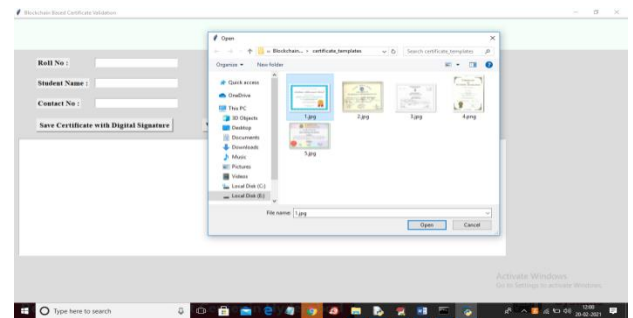 Blockchain Based Certificate Validation
Open
« Blockchain... › certificate_templates
Search certificate_templates
Organize
New folder
Roll No :
Student Name :
Contact No :
Save Certificate with Digital Signature
Quick access
OneDrive
This PC
3D Objects
Desktop
Documents
Downloads
Music
Pictures
Videos
Local Disk (C:)
Local Disk (E:)
1.jpg
2.jpg
3.jpg
4.png
5.jpg
File name: 1.jpg
Open
Cancel
Activate Windows
Go to Settings to activate Windows.
Type here to search
20-02-2021